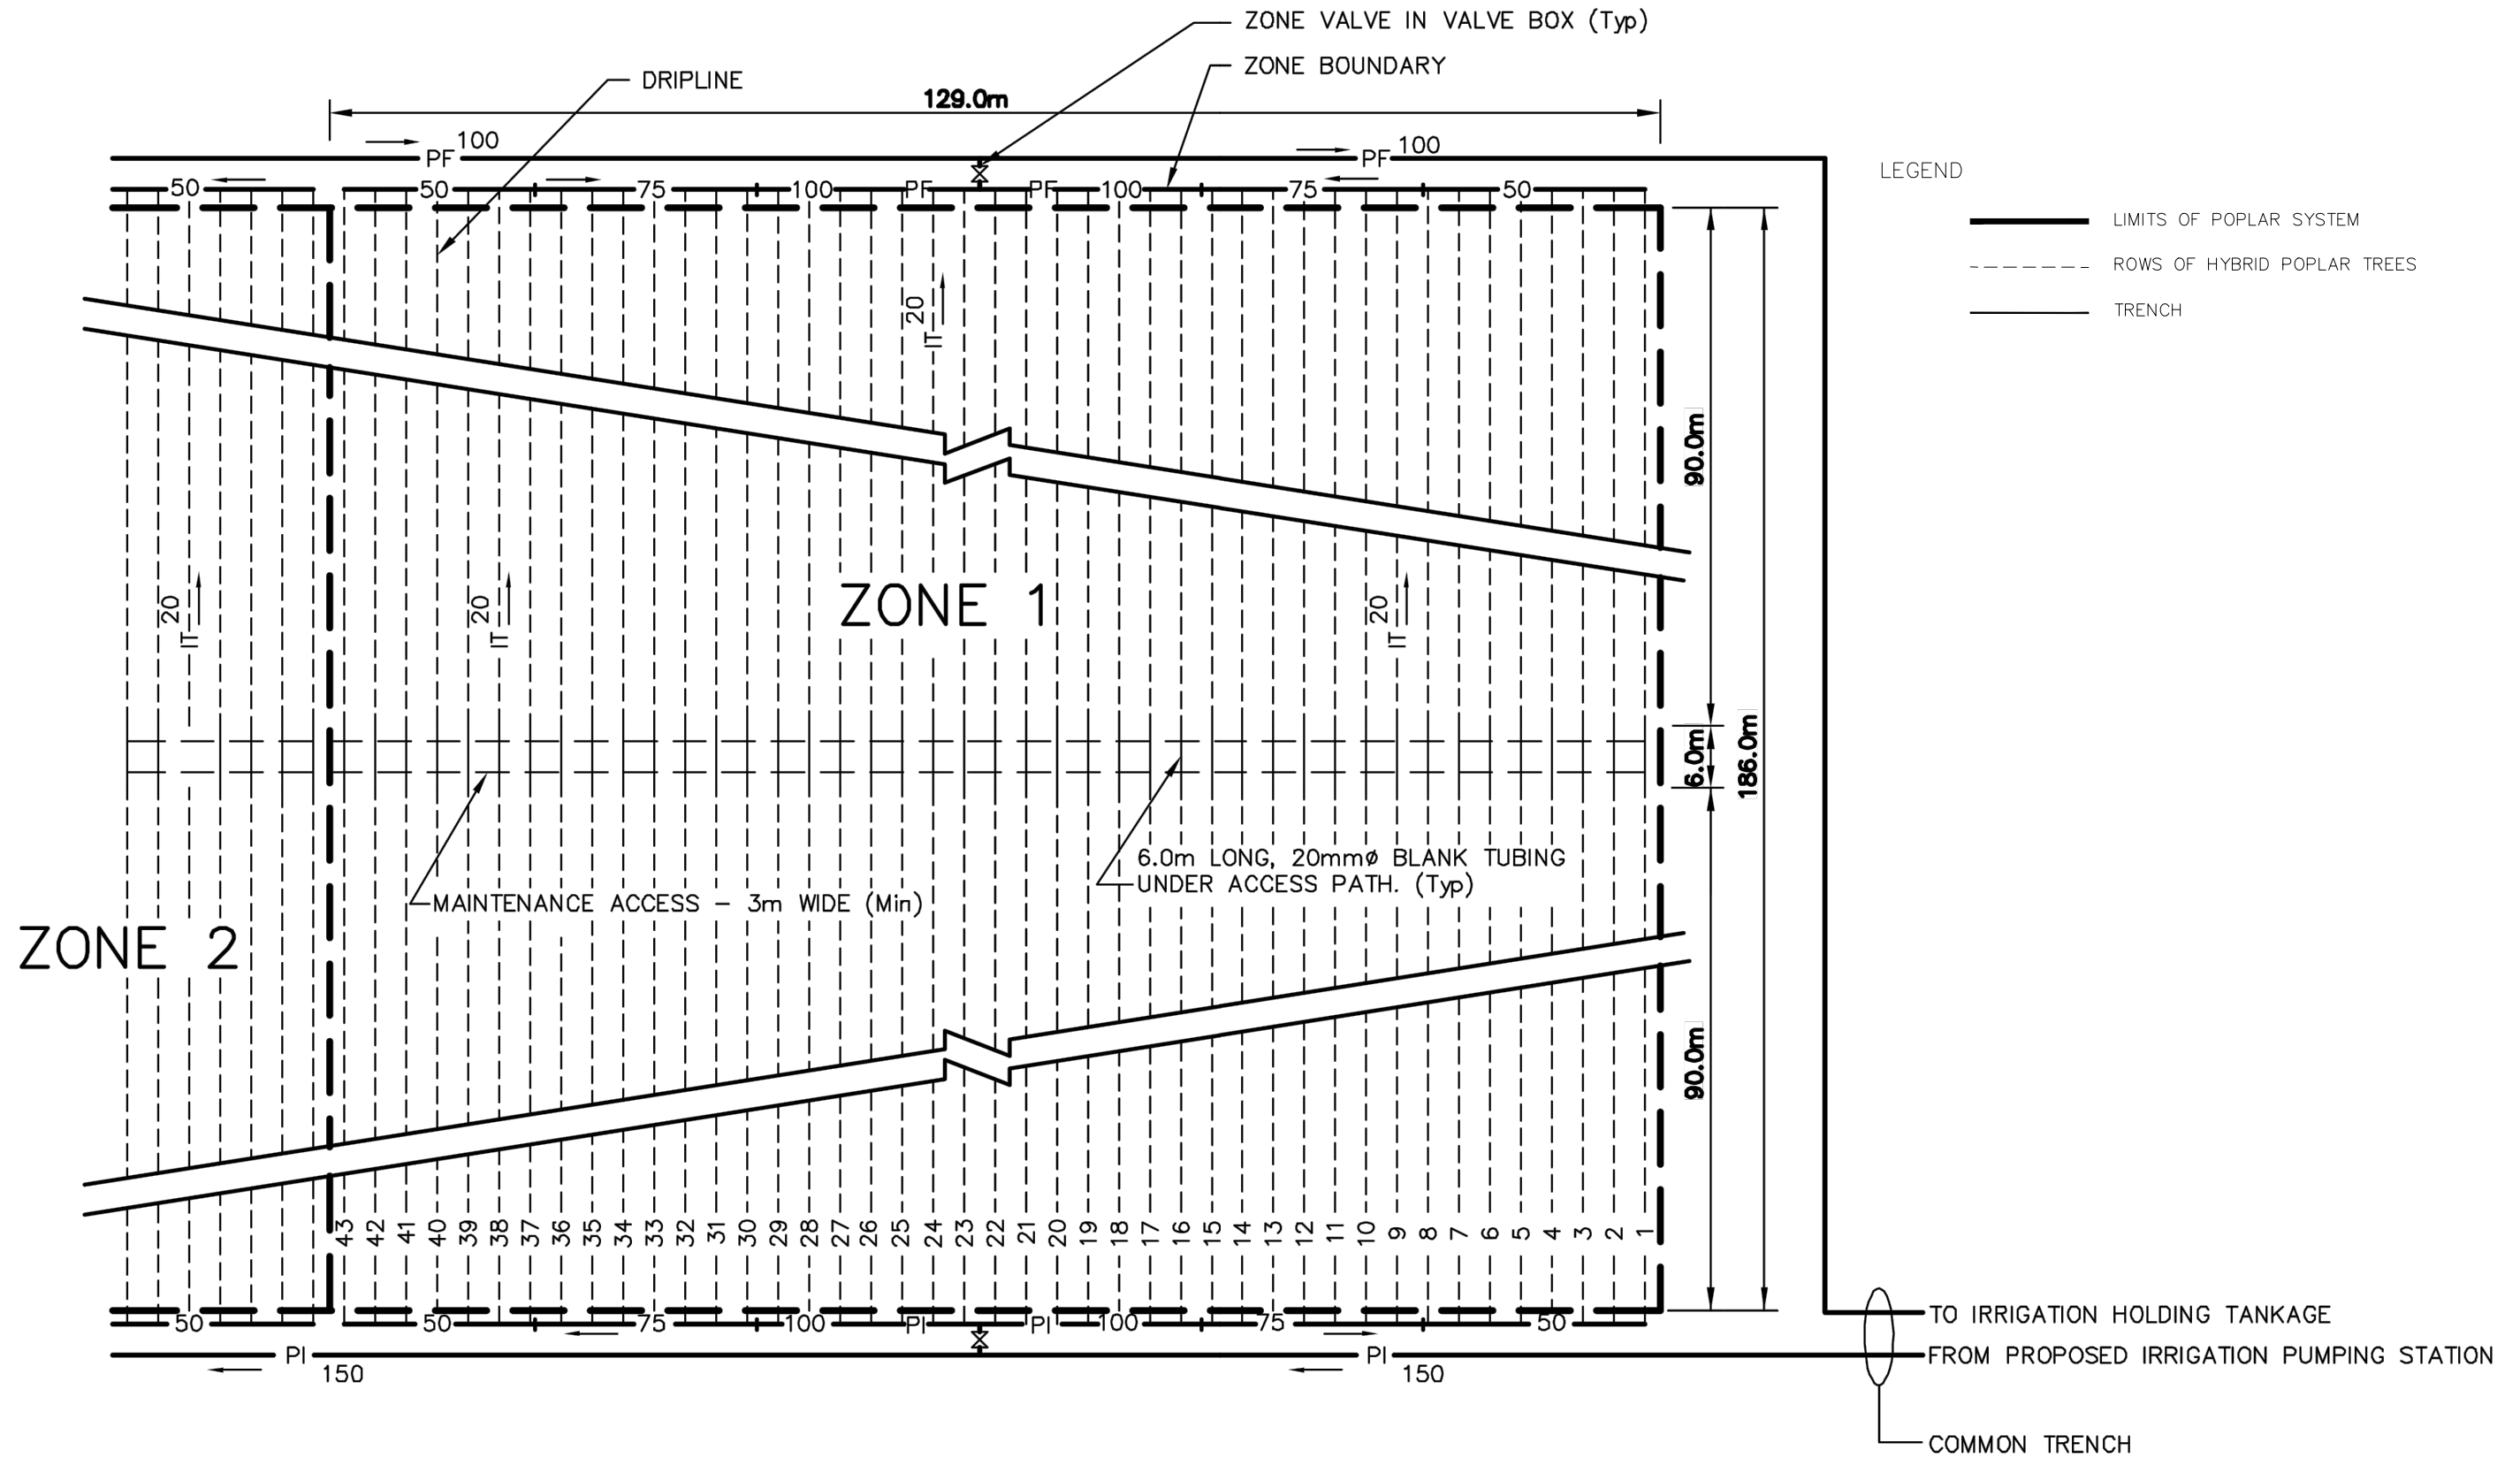 ZONE VALVE IN VALVE BOX (Typ)
ZONE BOUNDARY
DRIPLINE
129.0m
100
PF
PF
100
50
50
75
100
PF
PF
100
75
50
LEGEND
LIMITS OF POPLAR SYSTEM
ROWS OF HYBRID POPLAR TREES
TRENCH
IT 20
90.0m
ZONE 1
IT 20
IT 20
IT 20
6.0m
186.0m
6.0m LONG, 20mmø BLANK TUBING
UNDER ACCESS PATH. (Typ)
MAINTENANCE ACCESS - 3m WIDE (Min)
ZONE 2
90.0m
43 42 41 40 39 38 37 36 35 34 33 32 31 30 29 28 27 26 25 24 23 22 21 20 19 18 17 16 15 14 13 12 11 10 9 8 7 6 5 4 3 2 1
50
50
75
100
PI
PI
100
75
50
TO IRRIGATION HOLDING TANKAGE
PI
150
PI
150
FROM PROPOSED IRRIGATION PUMPING STATION
COMMON TRENCH